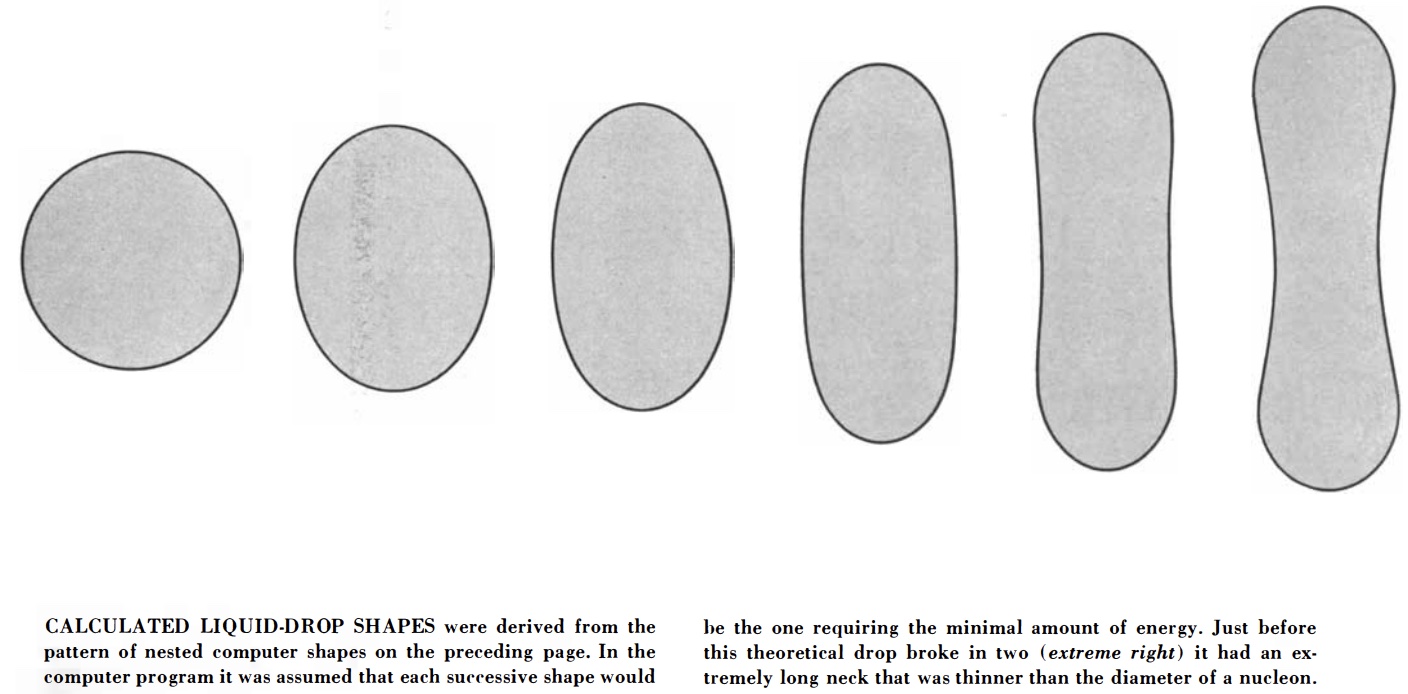 CALCULATED LIQUID-DROP SHAPES were derived from the
pattern of nested computer shapes on the preceding page. In the
computer program it was assumed that each successive shape would
be the one requiring the minimal amount of energy. Just before
this theoretical drop broke in two (extreme right) it had an ex-
tremely long neck that was thinner than the diameter of a nucleon.